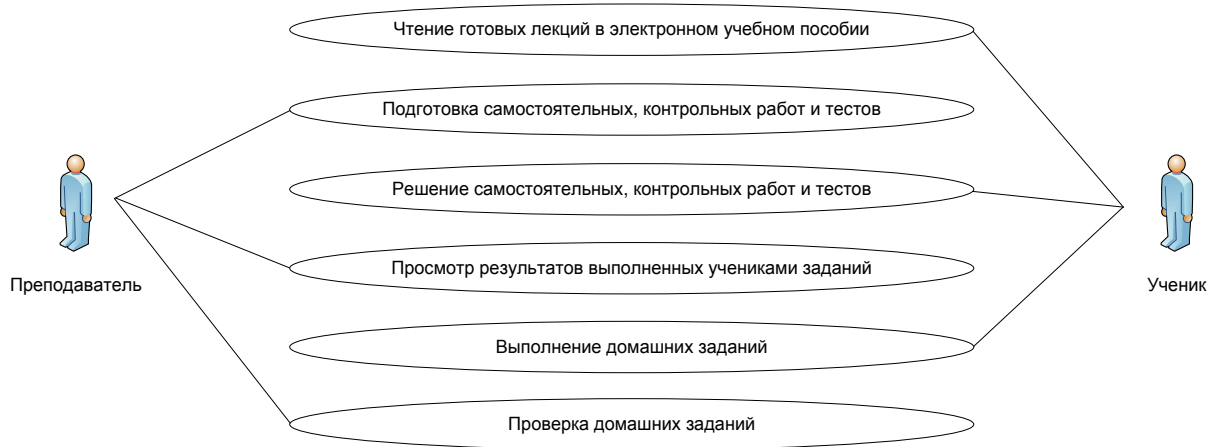 Чтение готовых лекций в электронном учебном пособии
Подготовка самостоятельных, контрольных работ и тестов
Решение самостоятельных, контрольных работ и тестов
Просмотр результатов выполненных учениками заданий
Преподаватель
Ученик
Выполнение домашних заданий
Проверка домашних заданий